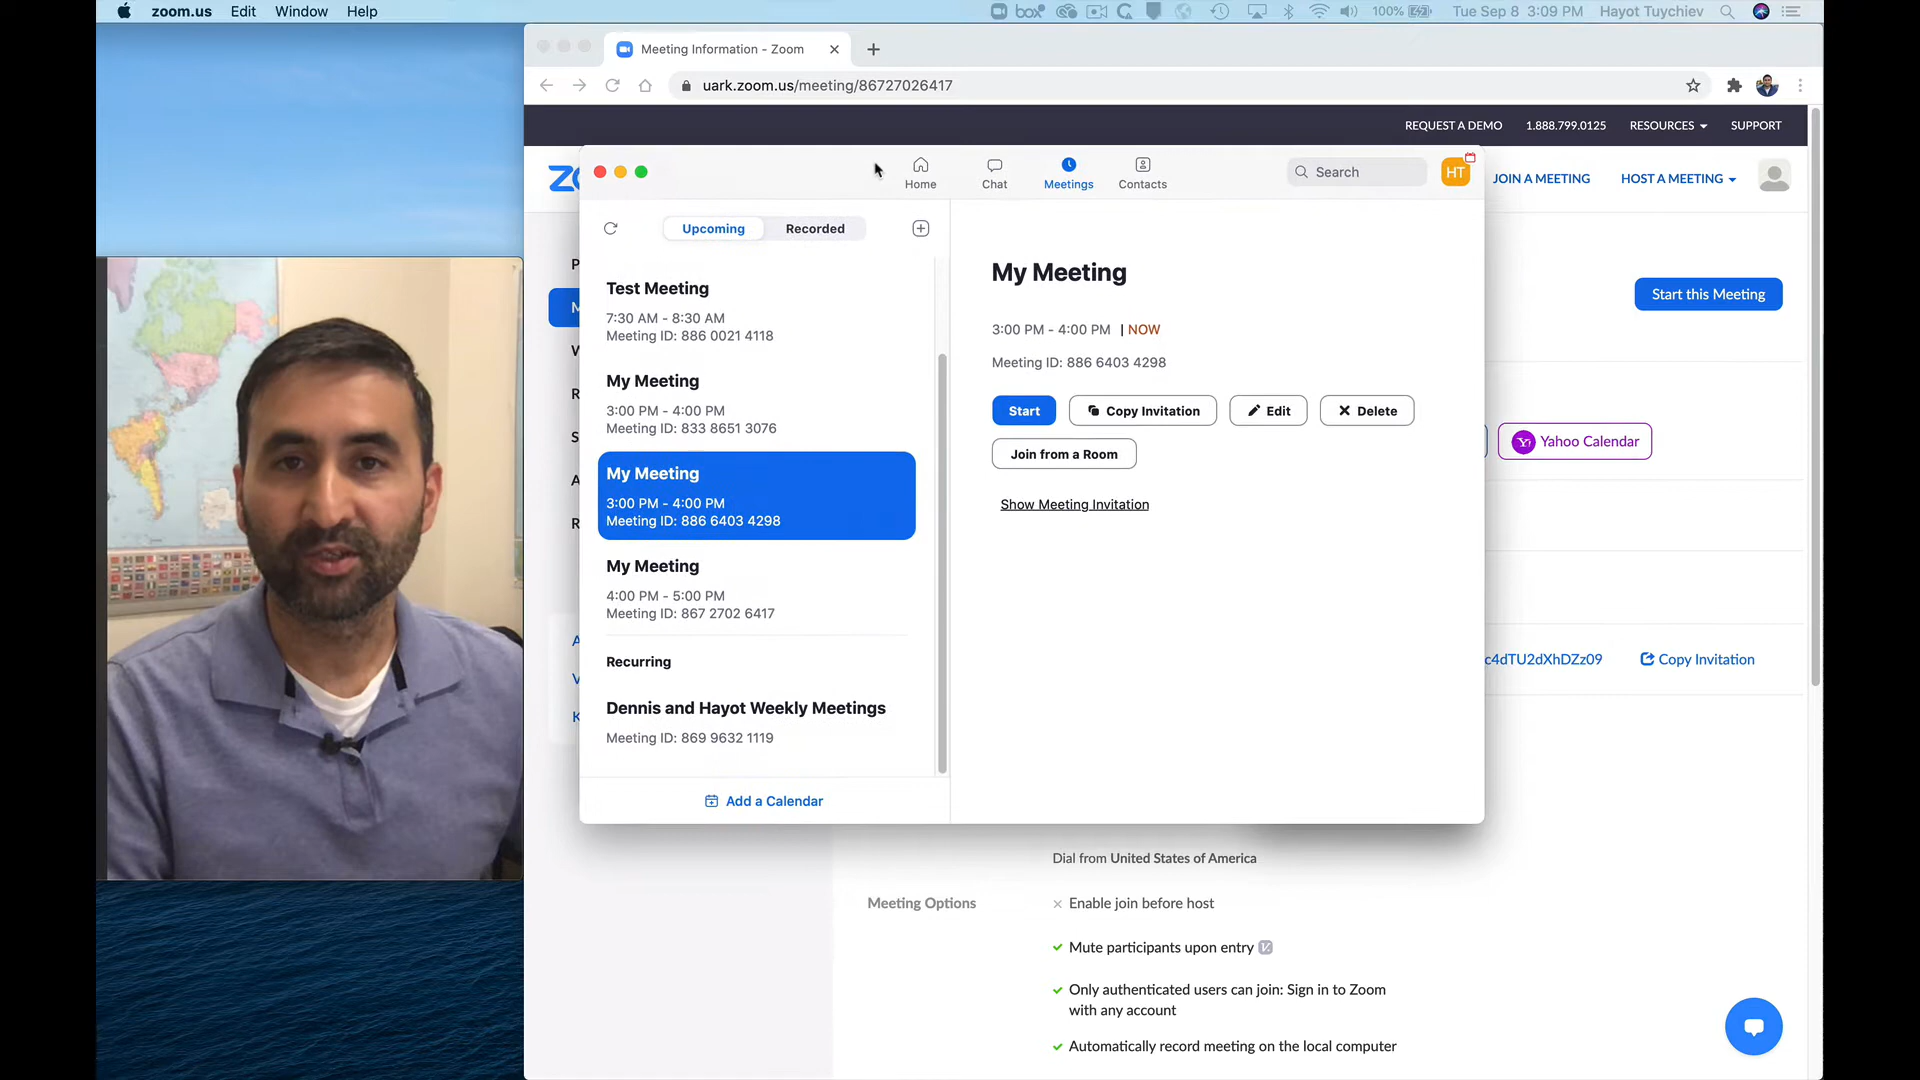 zoom.us Edit Window Help
box 100% Tue Sep 8 3:09 PM Hayot Tuychiev
Meeting Information - Zoom
uark.zoom.us/meeting/86727026417
REQUEST A DEMO 1.888.799.0125 RESOURCES SUPPORT
JOIN A MEETING HOST A MEETING
Home Chat Meetings Contacts
Search
HT
Upcoming Recorded
Test Meeting
7:30 AM - 8:30 AM
Meeting ID: 886 0021 4118
My Meeting
3:00 PM - 4:00 PM
Meeting ID: 833 8651 3076
My Meeting
3:00 PM - 4:00 PM
Meeting ID: 886 6403 4298
My Meeting
4:00 PM - 5:00 PM
Meeting ID: 867 2702 6417
Recurring
Dennis and Hayot Weekly Meetings
Meeting ID: 869 9632 1119
Add a Calendar
My Meeting
3:00 PM - 4:00 PM | NOW
Meeting ID: 886 6403 4298
Start Copy Invitation Edit Delete
Join from a Room
Show Meeting Invitation
Start this Meeting
Yahoo Calendar
c4dTU2dXhDZz09 Copy Invitation
Dial from United States of America
Meeting Options
Enable join before host
Mute participants upon entry
Only authenticated users can join: Sign in to Zoom
with any account
Automatically record meeting on the local computer